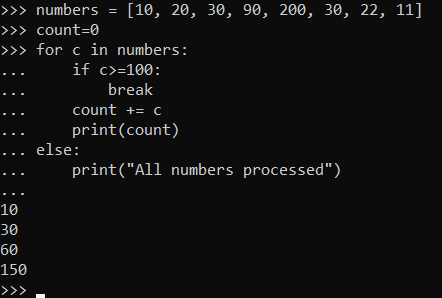 >>> numbers = [10, 20, 30, 90, 200, 30, 22, 11]
>>> count=0
>>> for c in numbers:
...     if c>=100:
...         break
...     count += c
...     print(count)
... else:
...     print("All numbers processed")
...
10
30
60
150
>>>